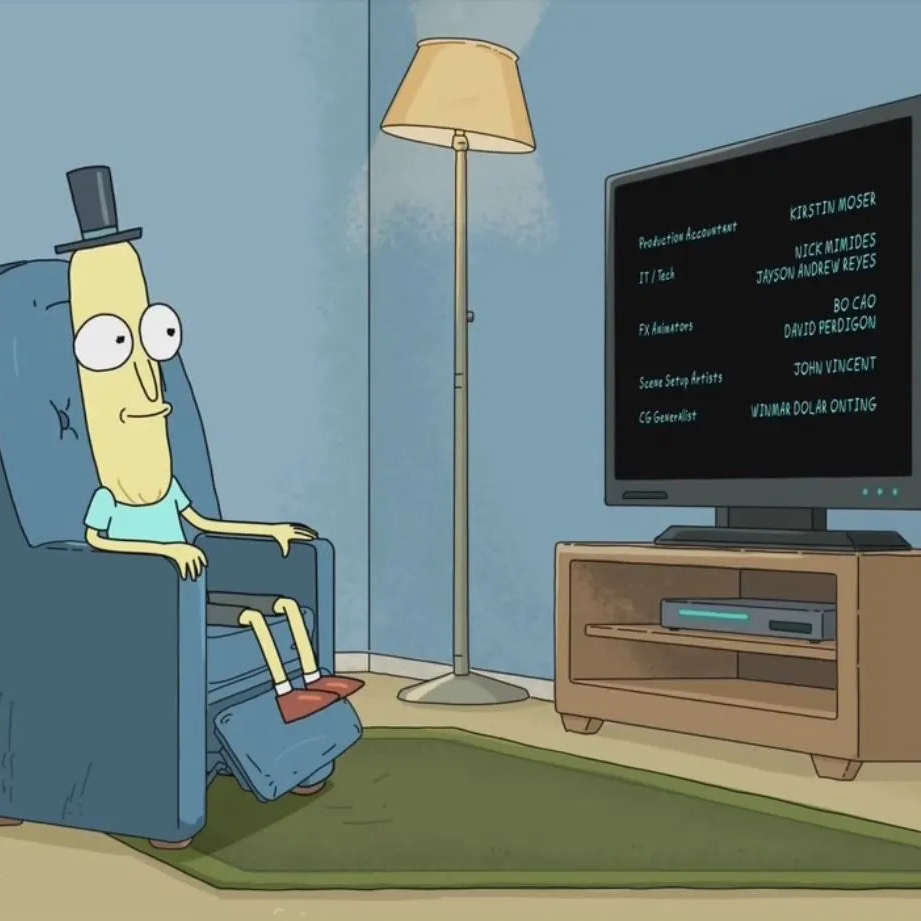 KIRSTIN MOSER
Production Accountant
NICK MIMIDES
IT / Tech JAYSON ANDREW REYES
BO CAO
FX Animators DAVID PERDIGON
JOHN VINCENT
Scene Setup Artists
CG Generalist WINMAR DOLAR ONTING